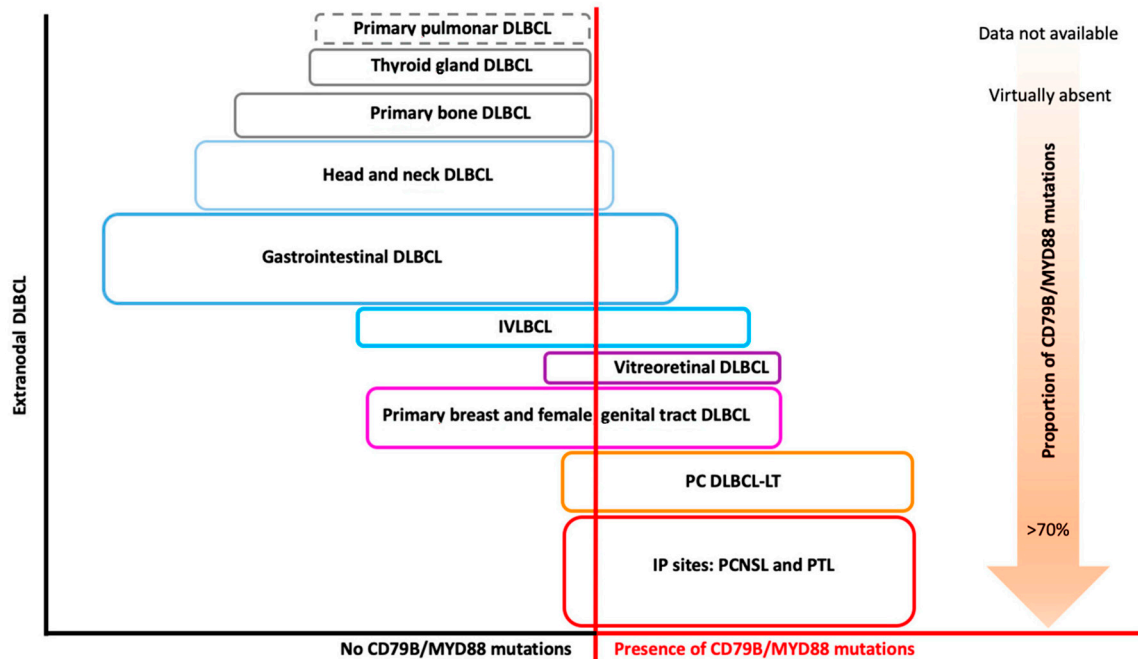 Primary pulmonar DLBCL
Data not available
Thyroid gland DLBCL
Virtually absent
Primary bone DLBCL
Head and neck DLBCL
Gastrointestinal DLBCL
IVLBCL
Vitreoretinal DLBCL
Primary breast and female genital tract DLBCL
PC DLBCL-LT
>70%
IP sites: PCNSL and PTL
Extranodal DLBCL
Proportion of CD79B/MYD88 mutations
No CD79B/MYD88 mutations
Presence of CD79B/MYD88 mutations